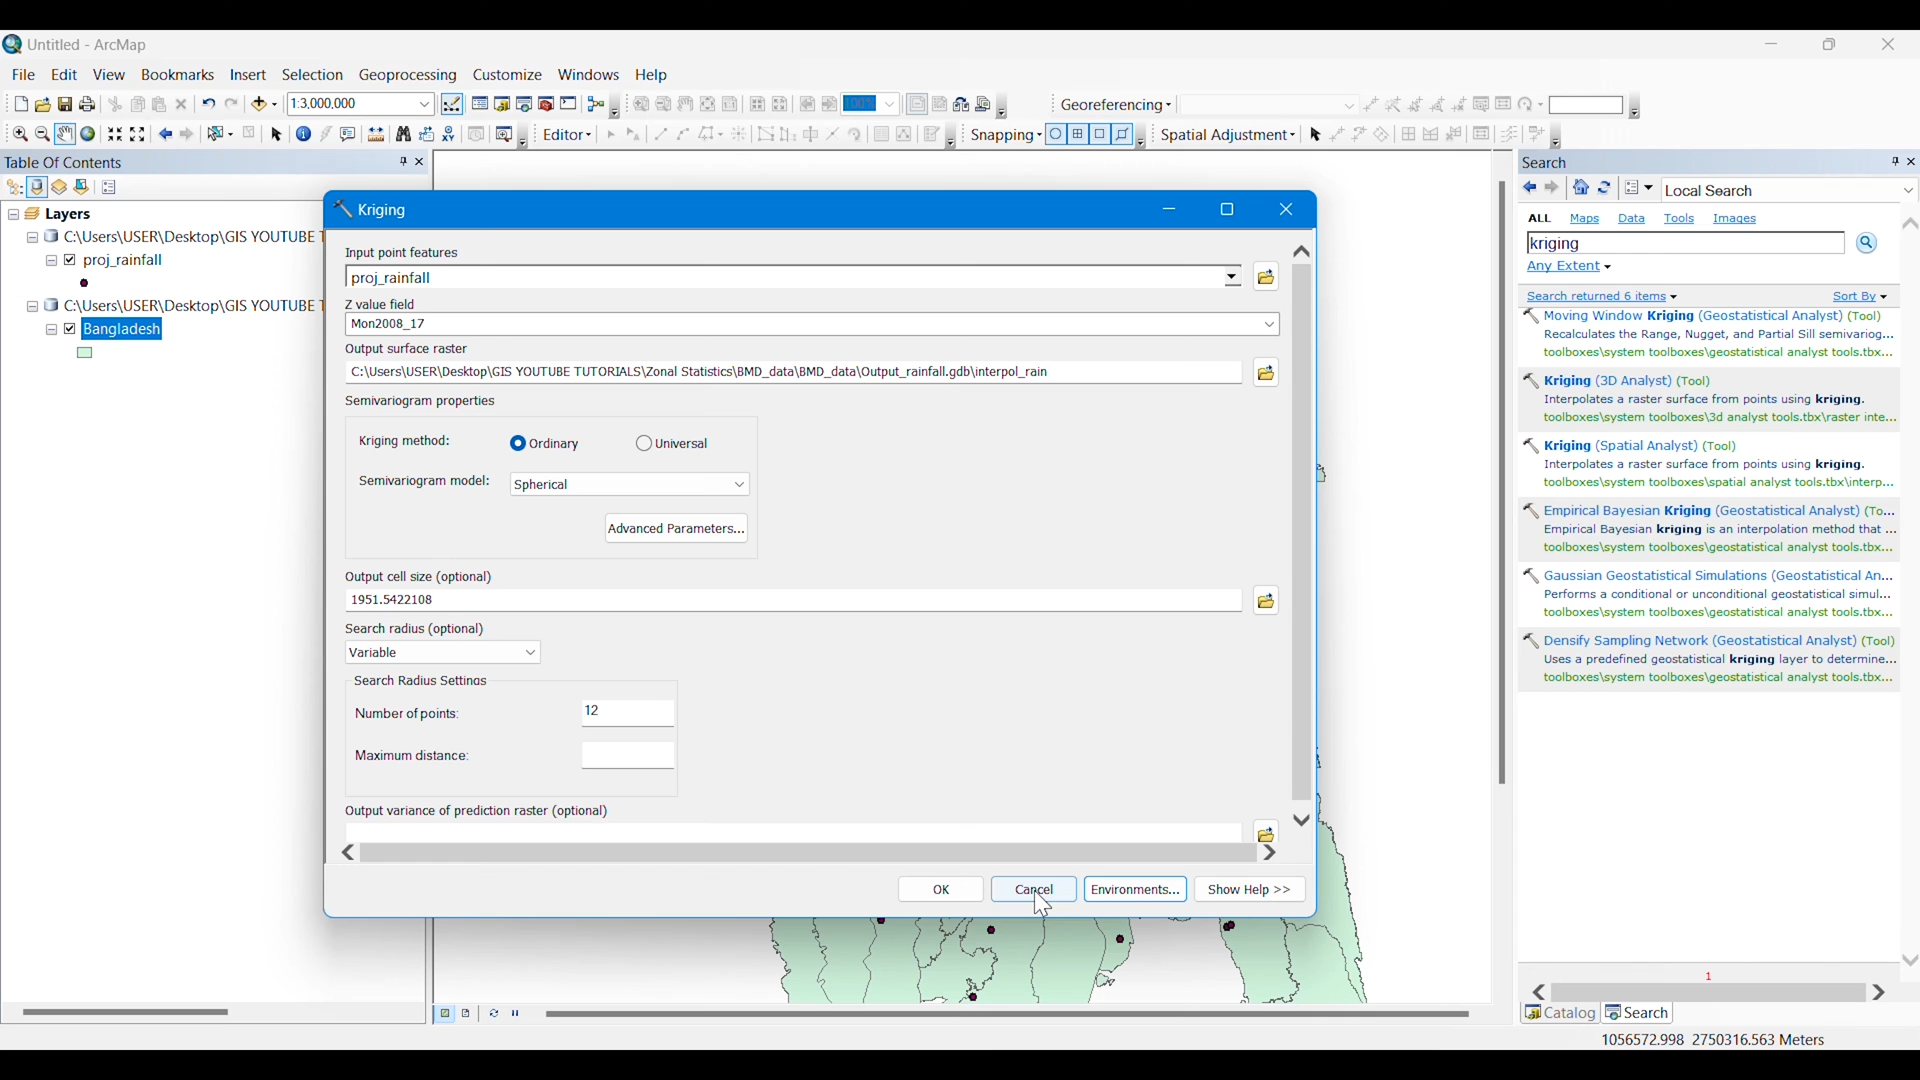 Untitled - ArcMap
File Edit View Bookmarks Insert Selection Geoprocessing Customize Windows Help
1:3,000,000 100% Georeferencing
Editor Snapping Spatial Adjustment
Table Of Contents
Layers
C:\Users\USER\Desktop\GIS YOUTUBE T
proj_rainfall
C:\Users\USER\Desktop\GIS YOUTUBE T
Bangladesh
Kriging
Input point features
proj_rainfall
Z value field
Mon2008_17
Output surface raster
C:\Users\USER\Desktop\GIS YOUTUBE TUTORIALS\Zonal Statistics\BMD_data\BMD_data\Output_rainfall.gdb\interpol_rain
Semivariogram properties
Kriging method: Ordinary Universal
Semivariogram model: Spherical
Advanced Parameters...
Output cell size (optional)
1951.5422108
Search radius (optional)
Variable
Search Radius Settings
Number of points: 12
Maximum distance:
Output variance of prediction raster (optional)
OK Cancel Environments... Show Help >>
Search
Local Search
ALL Maps Data Tools Images
kriging
Any Extent
Search returned 6 items Sort By
Moving Window Kriging (Geostatistical Analyst) (Tool)
Recalculates the Range, Nugget, and Partial Sill semivariog...
toolboxes\system toolboxes\geostatistical analyst tools.tbx...
Kriging (3D Analyst) (Tool)
Interpolates a raster surface from points using kriging.
toolboxes\system toolboxes\3d analyst tools.tbx\raster inte...
Kriging (Spatial Analyst) (Tool)
Interpolates a raster surface from points using kriging.
toolboxes\system toolboxes\spatial analyst tools.tbx\interp...
Empirical Bayesian Kriging (Geostatistical Analyst) (To...
Empirical Bayesian kriging is an interpolation method that ...
toolboxes\system toolboxes\geostatistical analyst tools.tbx...
Gaussian Geostatistical Simulations (Geostatistical An...
Performs a conditional or unconditional geostatistical simul...
toolboxes\system toolboxes\geostatistical analyst tools.tbx...
Densify Sampling Network (Geostatistical Analyst) (Tool)
Uses a predefined geostatistical kriging layer to determine...
toolboxes\system toolboxes\geostatistical analyst tools.tbx...
1
Catalog Search
1056572.998 2750316.563 Meters